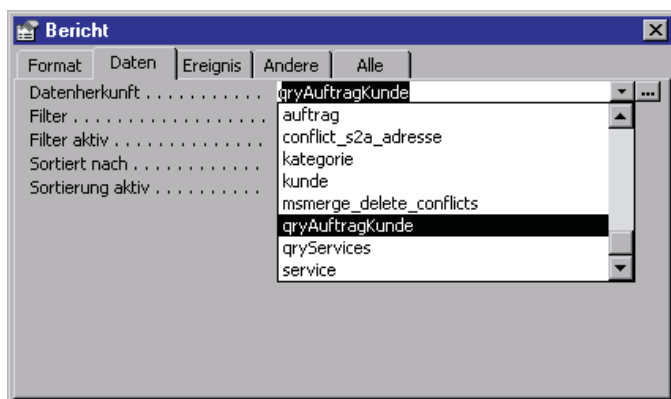 Bericht
Format Daten Ereignis Andere Alle
Datenherkunft . . . . . . . . . . . qryAuftragKunde ...
Filter . . . . . . . . . . . . . . . . . . auftrag
Filter aktiv . . . . . . . . . . . . . . conflict_s2a_adresse
Sortiert nach . . . . . . . . . . . . kategorie
Sortierung aktiv . . . . . . . . . kunde
msmerge_delete_conflicts
qryAuftragKunde
qryServices
service